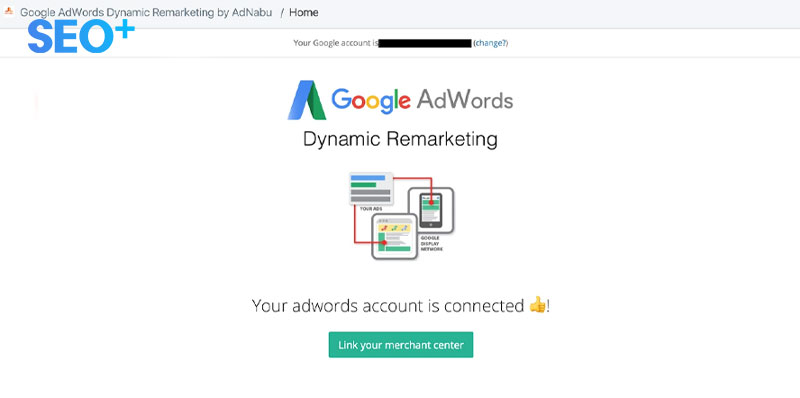 Google AdWords Dynamic Remarketing by AdNabu / Home
SEO+
Your Google account is (change?)
Google AdWords
Dynamic Remarketing
YOUR ADS
GOOGLE
DISPLAY
NETWORK
Your adwords account is connected 👍!
Link your merchant center